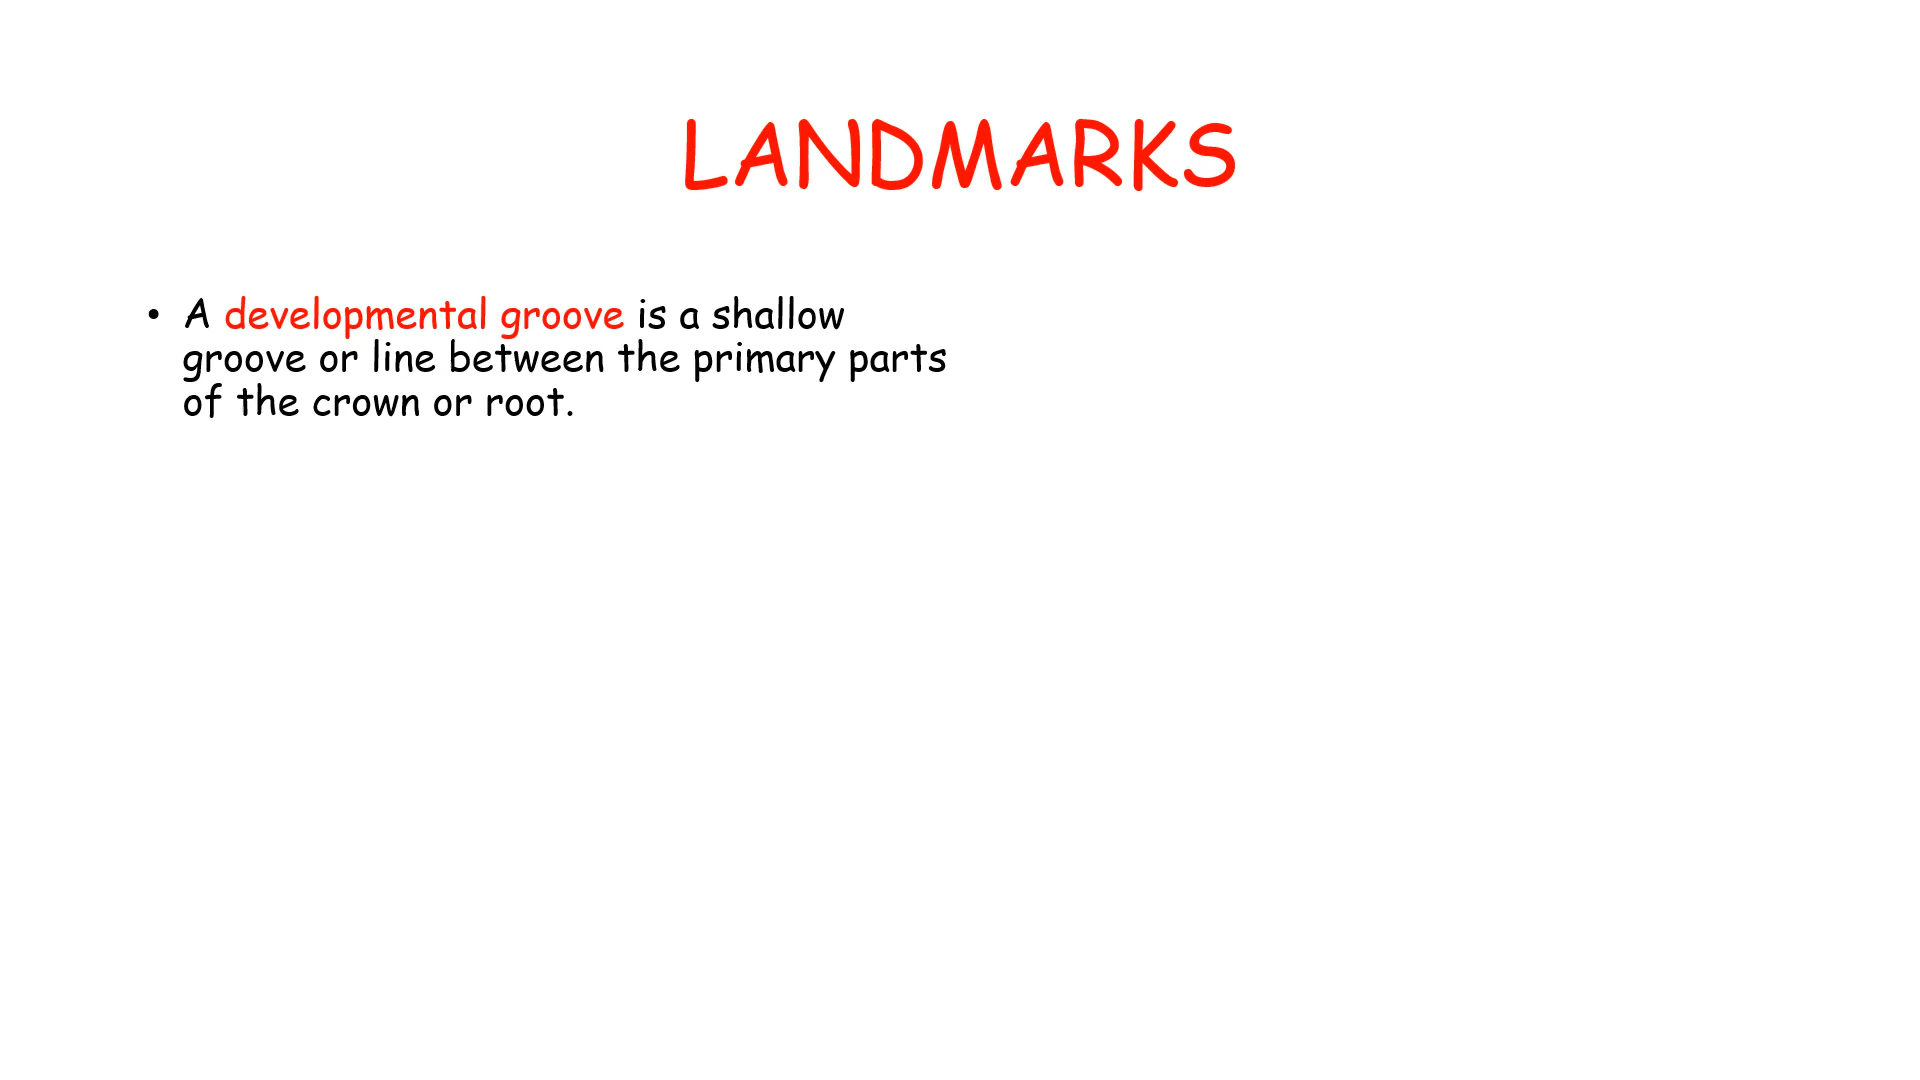 LANDMARKS
• A developmental groove is a shallow
groove or line between the primary parts
of the crown or root.